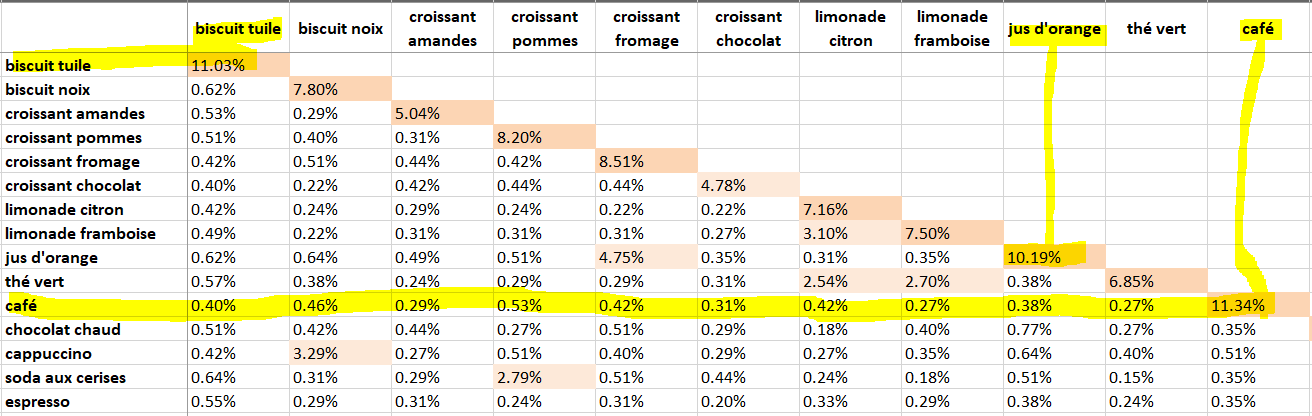 biscuit tuile biscuit noix croissant amandes croissant pommes croissant fromage croissant chocolat limonade citron limonade framboise jus d'orange thé vert café
biscuit tuile 11.03%
biscuit noix 0.62% 7.80%
croissant amandes 0.53% 0.29% 5.04%
croissant pommes 0.51% 0.40% 0.31% 8.20%
croissant fromage 0.42% 0.51% 0.44% 0.42% 8.51%
croissant chocolat 0.40% 0.22% 0.42% 0.44% 0.44% 4.78%
limonade citron 0.42% 0.24% 0.29% 0.24% 0.22% 0.22% 7.16%
limonade framboise 0.49% 0.22% 0.31% 0.31% 0.31% 0.27% 3.10% 7.50%
jus d'orange 0.62% 0.64% 0.49% 0.51% 4.75% 0.35% 0.31% 0.35% 10.19%
thé vert 0.57% 0.38% 0.24% 0.29% 0.29% 0.31% 2.54% 2.70% 0.38% 6.85%
café 0.40% 0.46% 0.29% 0.53% 0.42% 0.31% 0.42% 0.27% 0.38% 0.27% 11.34%
chocolat chaud 0.51% 0.42% 0.44% 0.27% 0.51% 0.29% 0.18% 0.40% 0.77% 0.27% 0.35%
cappuccino 0.42% 3.29% 0.27% 0.51% 0.40% 0.29% 0.27% 0.35% 0.64% 0.40% 0.51%
soda aux cerises 0.64% 0.31% 0.29% 2.79% 0.51% 0.44% 0.24% 0.18% 0.51% 0.15% 0.35%
espresso 0.55% 0.29% 0.31% 0.24% 0.31% 0.20% 0.33% 0.29% 0.38% 0.24% 0.35%